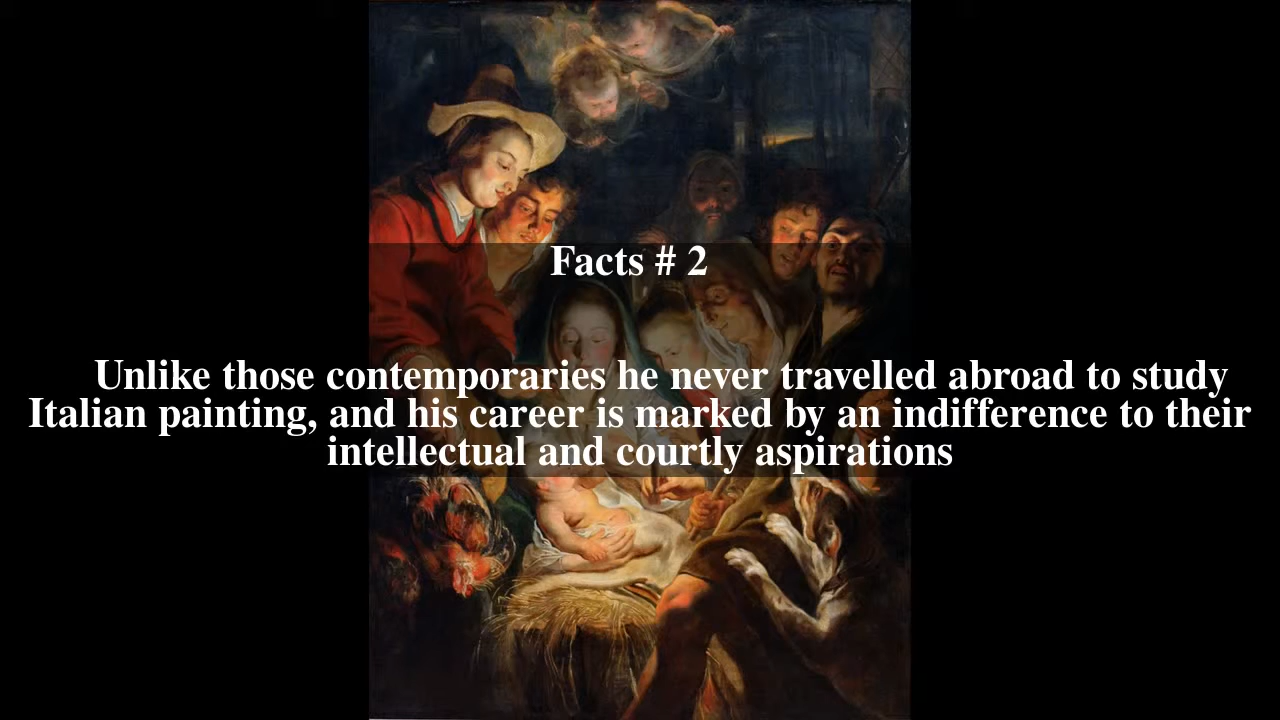 Facts # 2
Unlike those contemporaries he never travelled abroad to study
Italian painting, and his career is marked by an indifference to their
intellectual and courtly aspirations